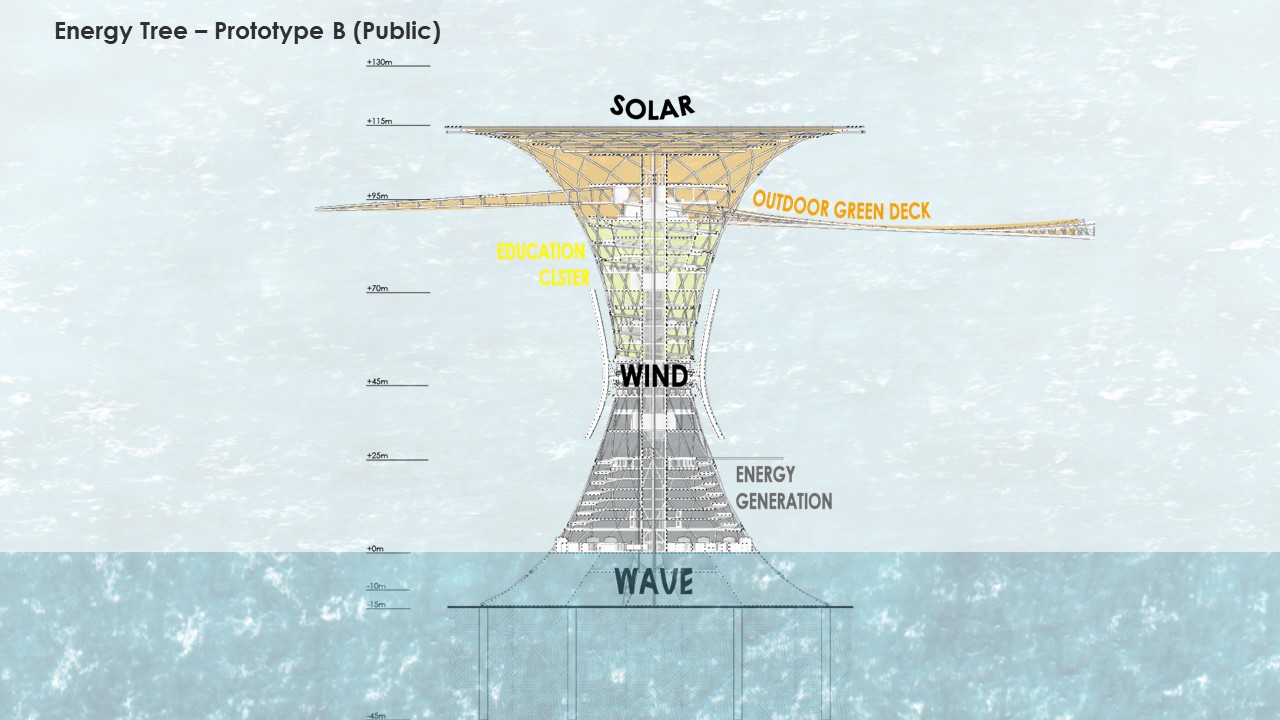 Energy Tree – Prototype B (Public)
+130m
SOLAR
+115m
+95m
OUTDOOR GREEN DECK
EDUCATION
CLSTER
+70m
WIND
+45m
+25m
ENERGY
GENERATION
+0m
WAVE
-10m
-15m
-45m